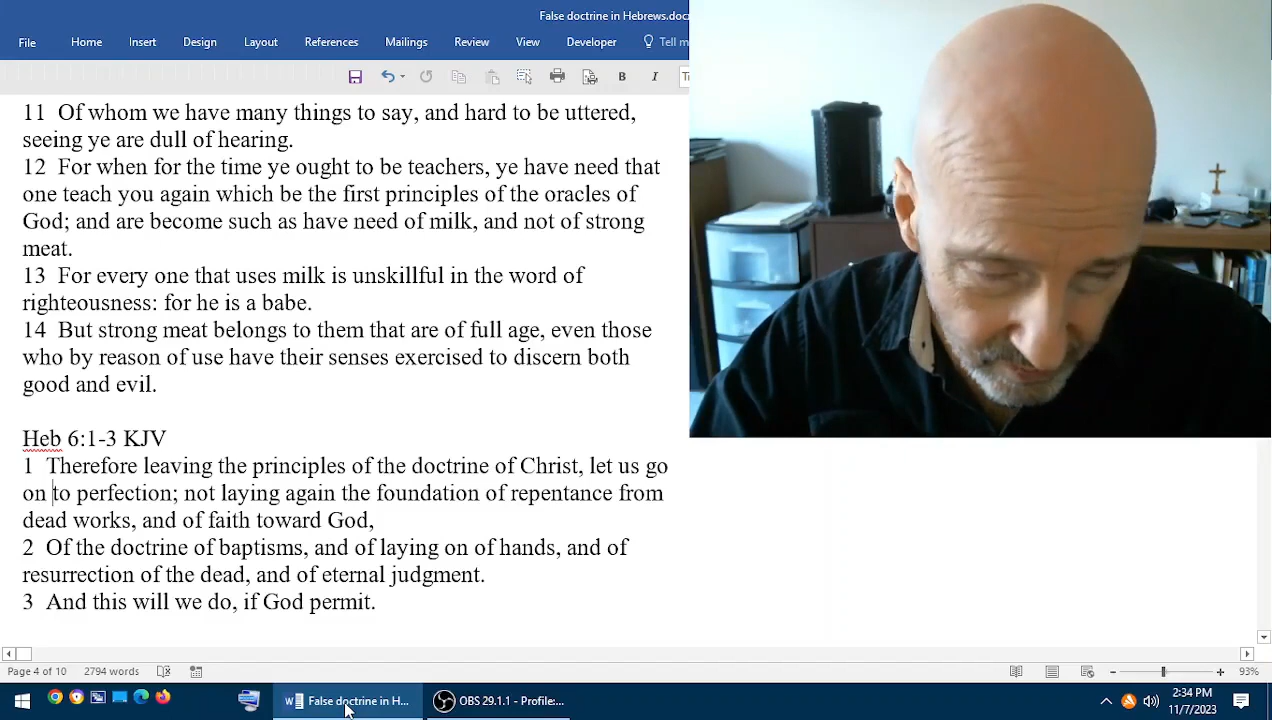 False doctrine in Hebrews.docx
File Home Insert Design Layout References Mailings Review View Developer Tell
11 Of whom we have many things to say, and hard to be uttered,
seeing ye are dull of hearing.
12 For when for the time ye ought to be teachers, ye have need that
one teach you again which be the first principles of the oracles of
God; and are become such as have need of milk, and not of strong
meat.
13 For every one that uses milk is unskillful in the word of
righteousness: for he is a babe.
14 But strong meat belongs to them that are of full age, even those
who by reason of use have their senses exercised to discern both
good and evil.
Heb 6:1-3 KJV
1 Therefore leaving the principles of the doctrine of Christ, let us go
on to perfection; not laying again the foundation of repentance from
dead works, and of faith toward God,
2 Of the doctrine of baptisms, and of laying on of hands, and of
resurrection of the dead, and of eternal judgment.
3 And this will we do, if God permit.
Page 4 of 10 2794 words 93%
False doctrine in H... OBS 29.1.1 - Profile:... 2:34 PM
11/7/2023